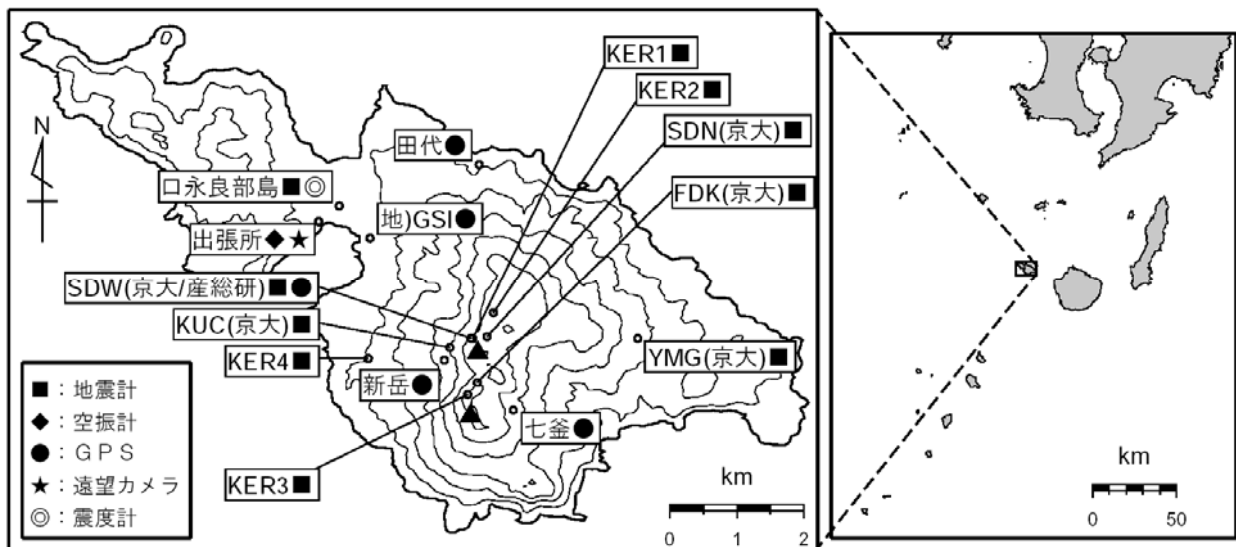 KER1■
KER2■
SDN(京大)■
田代●
口永良部島■◎
FDK(京大)■
N
地)GSI●
出張所◆★
SDW(京大/産総研)■●
KUC(京大)■
KER4■
YMG(京大)■
新岳●
七釜●
KER3■
■：地震計
◆：空振計
●：ＧＰＳ
★：遠望カメラ
◎：震度計
km
0 1 2
km
0 50